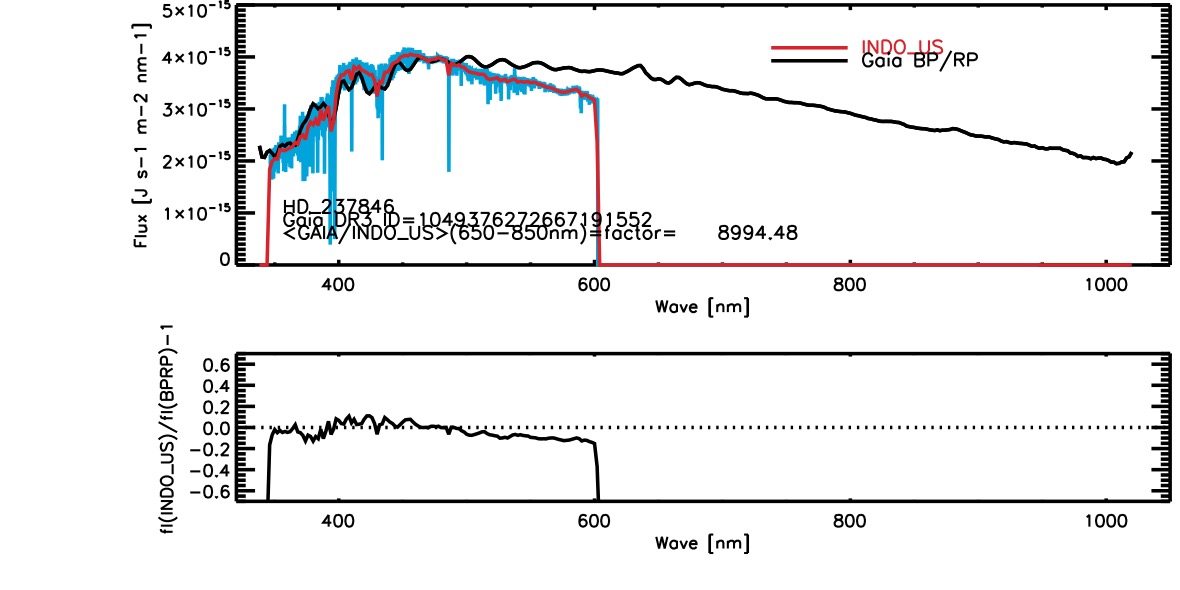 5×10−15
4×10−15
3×10−15
2×10−15
1×10−15
0
Flux [J s−1 m−2 nm−1]
INDO_US
Gaia BP/RP
HD_237846
Gaia DR3 ID=1049376272667191552
<GAIA/INDO_US>(650−850nm)=factor= 8994.48
400 600 800 1000
Wave [nm]
fl(INDO_US)/fl(BPRP)−1
0.6
0.4
0.2
0.0
−0.2
−0.4
−0.6
400 600 800 1000
Wave [nm]